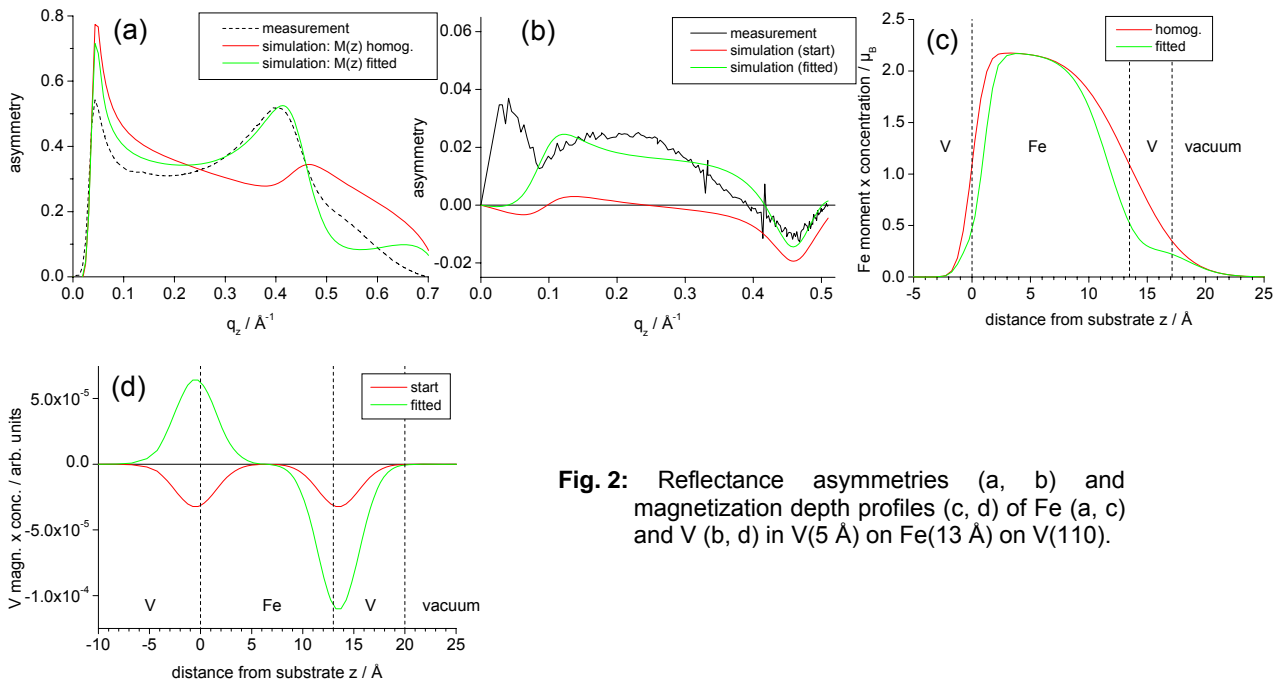 (a)
measurement
simulation: M(z) homog.
simulation: M(z) fitted
asymmetry
0.8
0.6
0.4
0.2
0.0
0.0 0.1 0.2 0.3 0.4 0.5 0.6 0.7
q_z / Å⁻¹
(b)
measurement
simulation (start)
simulation (fitted)
asymmetry
0.06
0.04
0.02
0.00
-0.02
0.0 0.1 0.2 0.3 0.4 0.5
q_z / Å⁻¹
(c)
homog.
fitted
Fe moment x concentration / μ_B
2.5
2.0
1.5
1.0
0.5
0.0
V Fe V vacuum
-5 0 5 10 15 20 25
distance from substrate z / Å
(d)
start
fitted
V magn. x conc. / arb. units
5.0x10⁻⁵
0.0
-5.0x10⁻⁵
-1.0x10⁻⁴
V Fe V vacuum
-10 -5 0 5 10 15 20 25
distance from substrate z / Å
Fig. 2: Reflectance asymmetries (a, b) and
magnetization depth profiles (c, d) of Fe (a, c)
and V (b, d) in V(5 Å) on Fe(13 Å) on V(110).